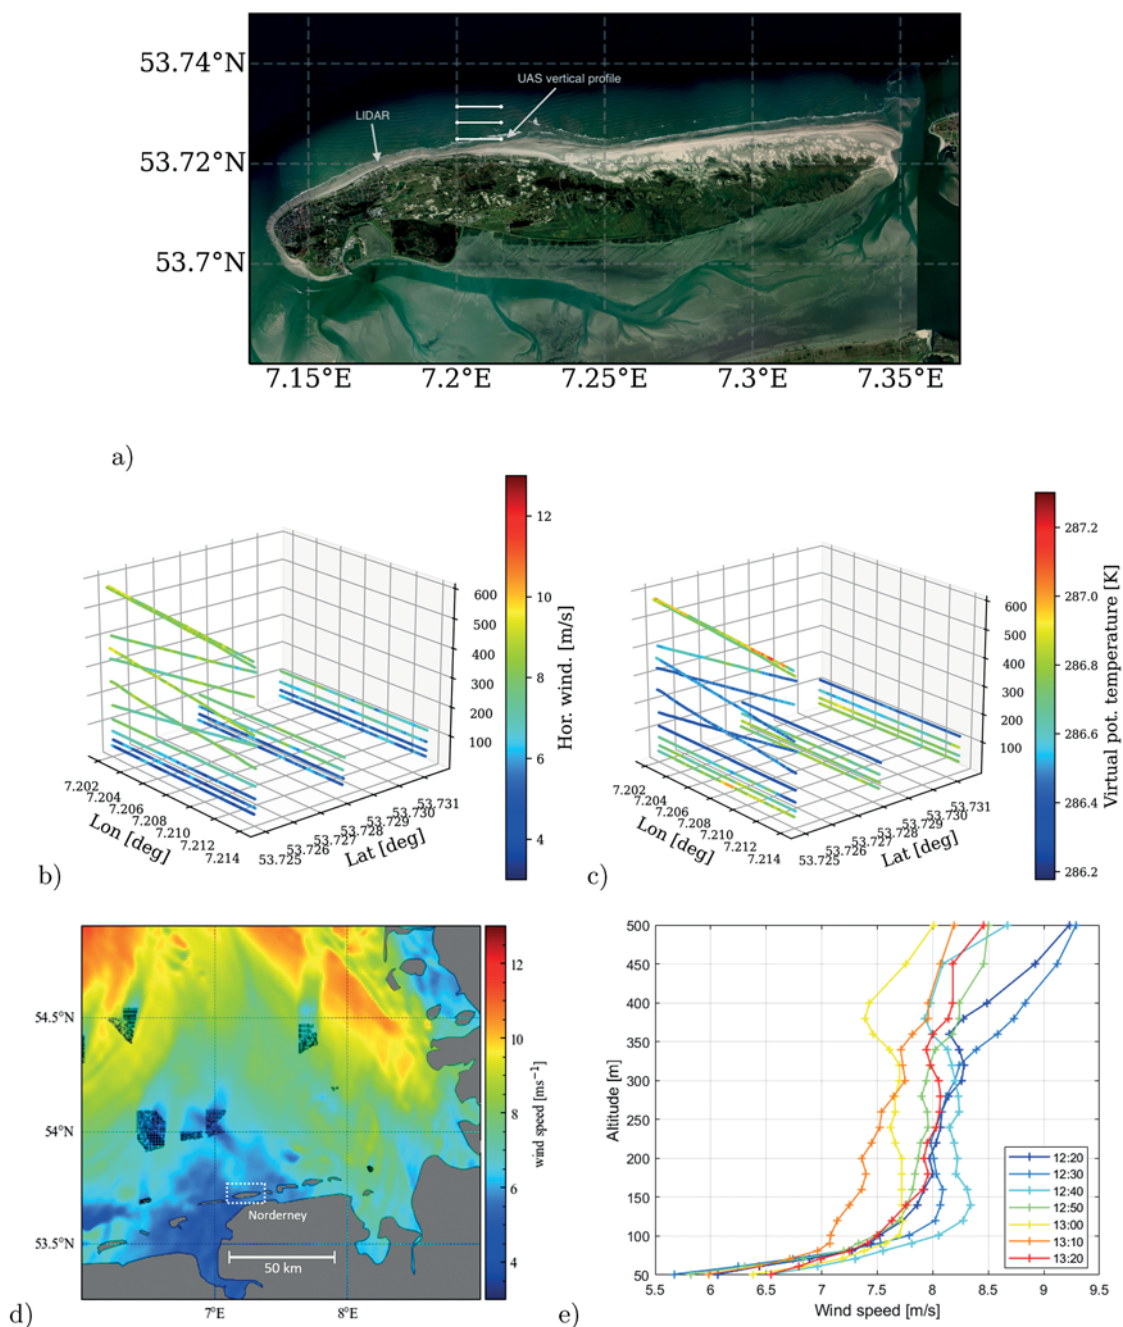 53.74°N
53.72°N
53.7°N
UAS vertical profile
LIDAR
7.15°E 7.2°E 7.25°E 7.3°E 7.35°E
a)
600
500
400
300
200
100
7.202
7.204
7.206
7.208
7.210
7.212
7.214
Lon [deg]
53.725
53.726
53.727
53.728
53.729
53.730
53.731
Lat [deg]
12
10
8
6
4
Hor. wind. [m/s]
b)
600
500
400
300
200
100
7.202
7.204
7.206
7.208
7.210
7.212
7.214
Lon [deg]
53.725
53.726
53.727
53.728
53.729
53.730
53.731
Lat [deg]
287.2
287.0
286.8
286.6
286.4
286.2
Virtual pot. temperature [K]
c)
54.5°N
54°N
53.5°N
Norderney
50 km
7°E 8°E
12
10
8
6
4
wind speed [ms⁻¹]
d)
500
450
400
350
300
250
200
150
100
50
Altitude [m]
12:20
12:30
12:40
12:50
13:00
13:10
13:20
5.5 6 6.5 7 7.5 8 8.5 9 9.5
Wind speed [m/s]
e)